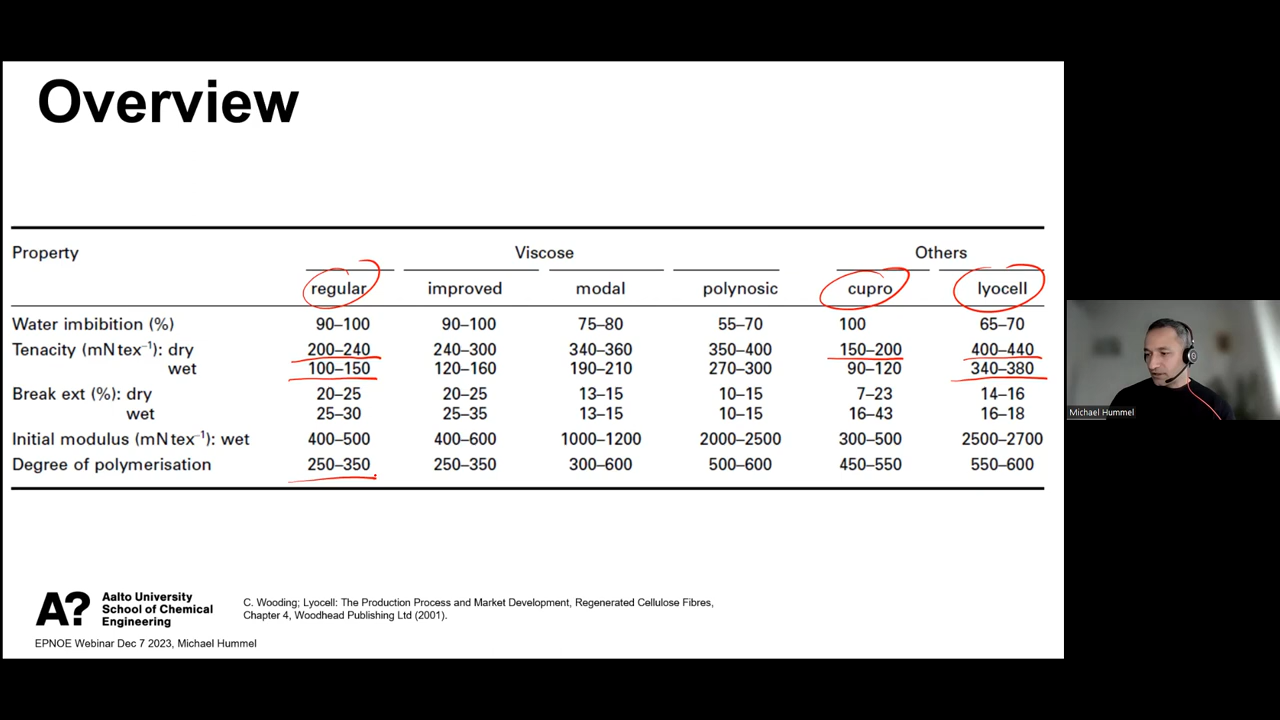 Overview
Property Viscose Others
regular improved modal polynosic cupro lyocell
Water imbibition (%) 90–100 90–100 75–80 55–70 100 65–70
Tenacity (mN tex⁻¹): dry 200–240 240–300 340–360 350–400 150–200 400–440
wet 100–150 120–160 190–210 270–300 90–120 340–380
Break ext (%): dry 20–25 20–25 13–15 10–15 7–23 14–16
wet 25–30 25–35 13–15 10–15 16–43 16–18
Initial modulus (mN tex⁻¹): wet 400–500 400–600 1000–1200 2000–2500 300–500 2500–2700
Degree of polymerisation 250–350 250–350 300–600 500–600 450–550 550–600
A?
Aalto University
School of Chemical
Engineering
C. Wooding; Lyocell: The Production Process and Market Development, Regenerated Cellulose Fibres,
Chapter 4, Woodhead Publishing Ltd (2001).
EPNOE Webinar Dec 7 2023, Michael Hummel
Michael Hummel